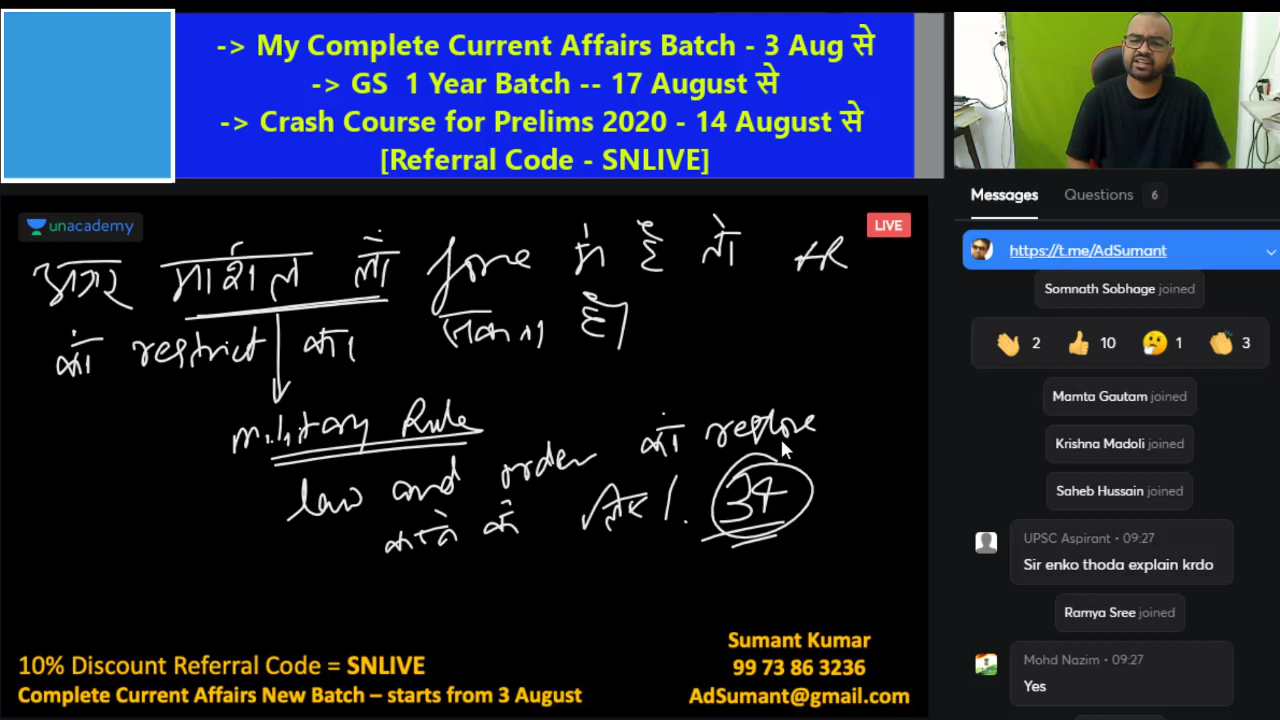 -> My Complete Current Affairs Batch - 3 Aug से
-> GS 1 Year Batch -- 17 August से
-> Crash Course for Prelims 2020 - 14 August से
[Referral Code - SNLIVE]
unacademy
LIVE
अगर मार्शल लॉ force में है तो FR
को restrict का सकता है।
military Rule
law and order को restore
करने के लिए। 34
10% Discount Referral Code = SNLIVE
Complete Current Affairs New Batch – starts from 3 August
Sumant Kumar
99 73 86 3236
AdSumant@gmail.com
Messages Questions 6
https://t.me/AdSumant
Somnath Sobhage joined
2 10 1 3
Mamta Gautam joined
Krishna Madoli joined
Saheb Hussain joined
UPSC Aspirant • 09:27
Sir enko thoda explain krdo
Ramya Sree joined
Mohd Nazim • 09:27
Yes